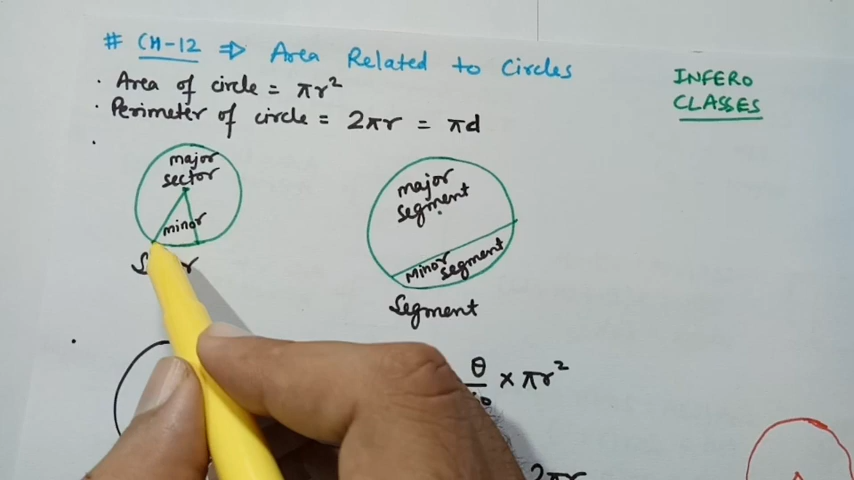 # CH-12 ⇒ Area Related to Circles
INFERO
CLASSES
· Area of circle = πr²
· Perimeter of circle = 2πr = πd
major
sector
minor
major
segment
minor segment
Segment
θ × πr²
2πr